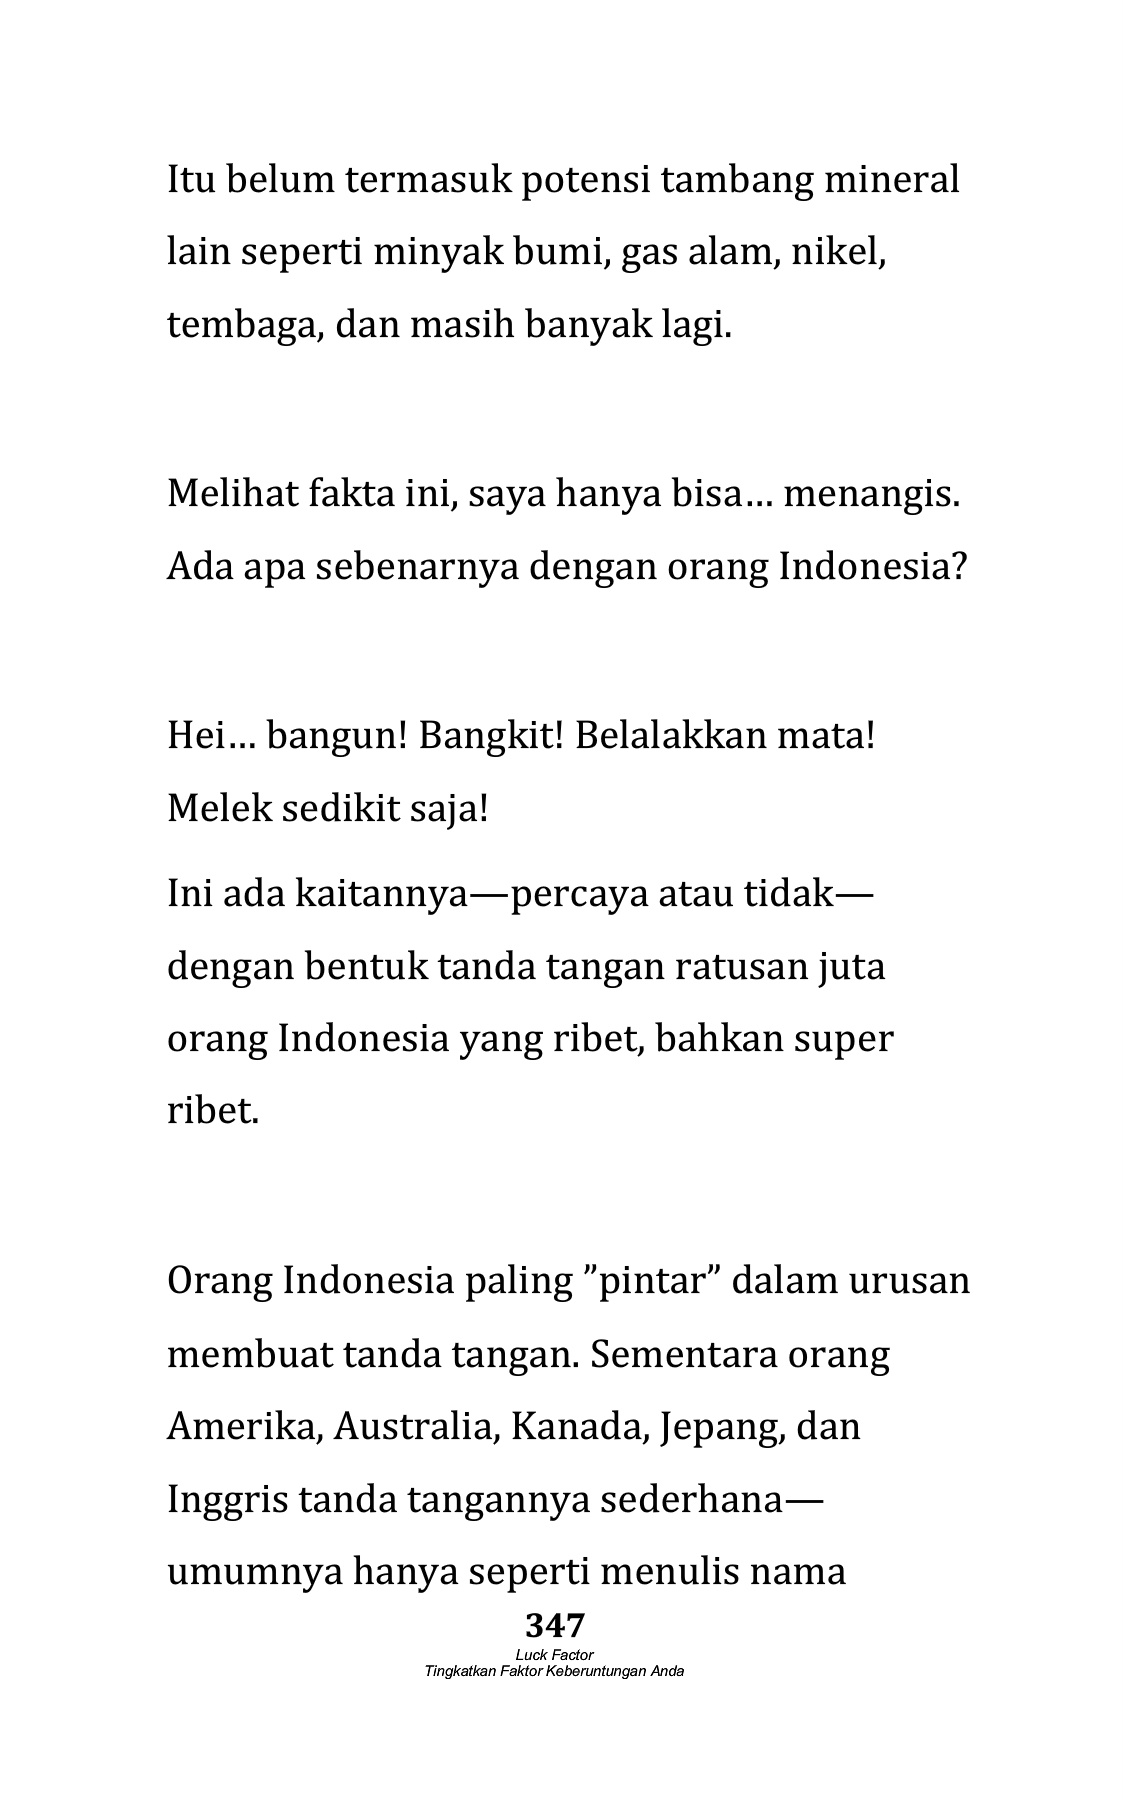 Itu belum termasuk potensi tambang mineral
lain seperti minyak bumi, gas alam, nikel,
tembaga, dan masih banyak lagi.
Melihat fakta ini, saya hanya bisa… menangis.
Ada apa sebenarnya dengan orang Indonesia?
Hei… bangun! Bangkit! Belalakkan mata!
Melek sedikit saja!
Ini ada kaitannya—percaya atau tidak—
dengan bentuk tanda tangan ratusan juta
orang Indonesia yang ribet, bahkan super
ribet.
Orang Indonesia paling ”pintar” dalam urusan
membuat tanda tangan. Sementara orang
Amerika, Australia, Kanada, Jepang, dan
Inggris tanda tangannya sederhana—
umumnya hanya seperti menulis nama
347
Luck Factor
Tingkatkan Faktor Keberuntungan Anda